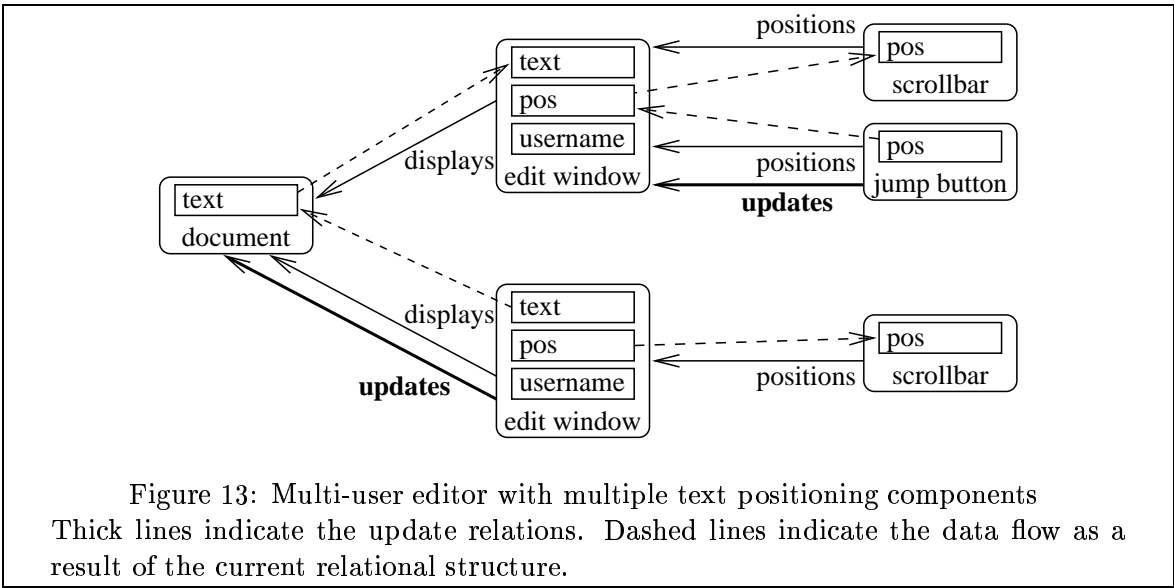 positions
text
pos
pos
scrollbar
username
displays
edit window
pos
positions
jump button
updates
text
document
text
displays
pos
pos
username
updates
positions
scrollbar
edit window
Figure 13: Multi-user editor with multiple text positioning components
Thick lines indicate the update relations. Dashed lines indicate the data flow as a
result of the current relational structure.